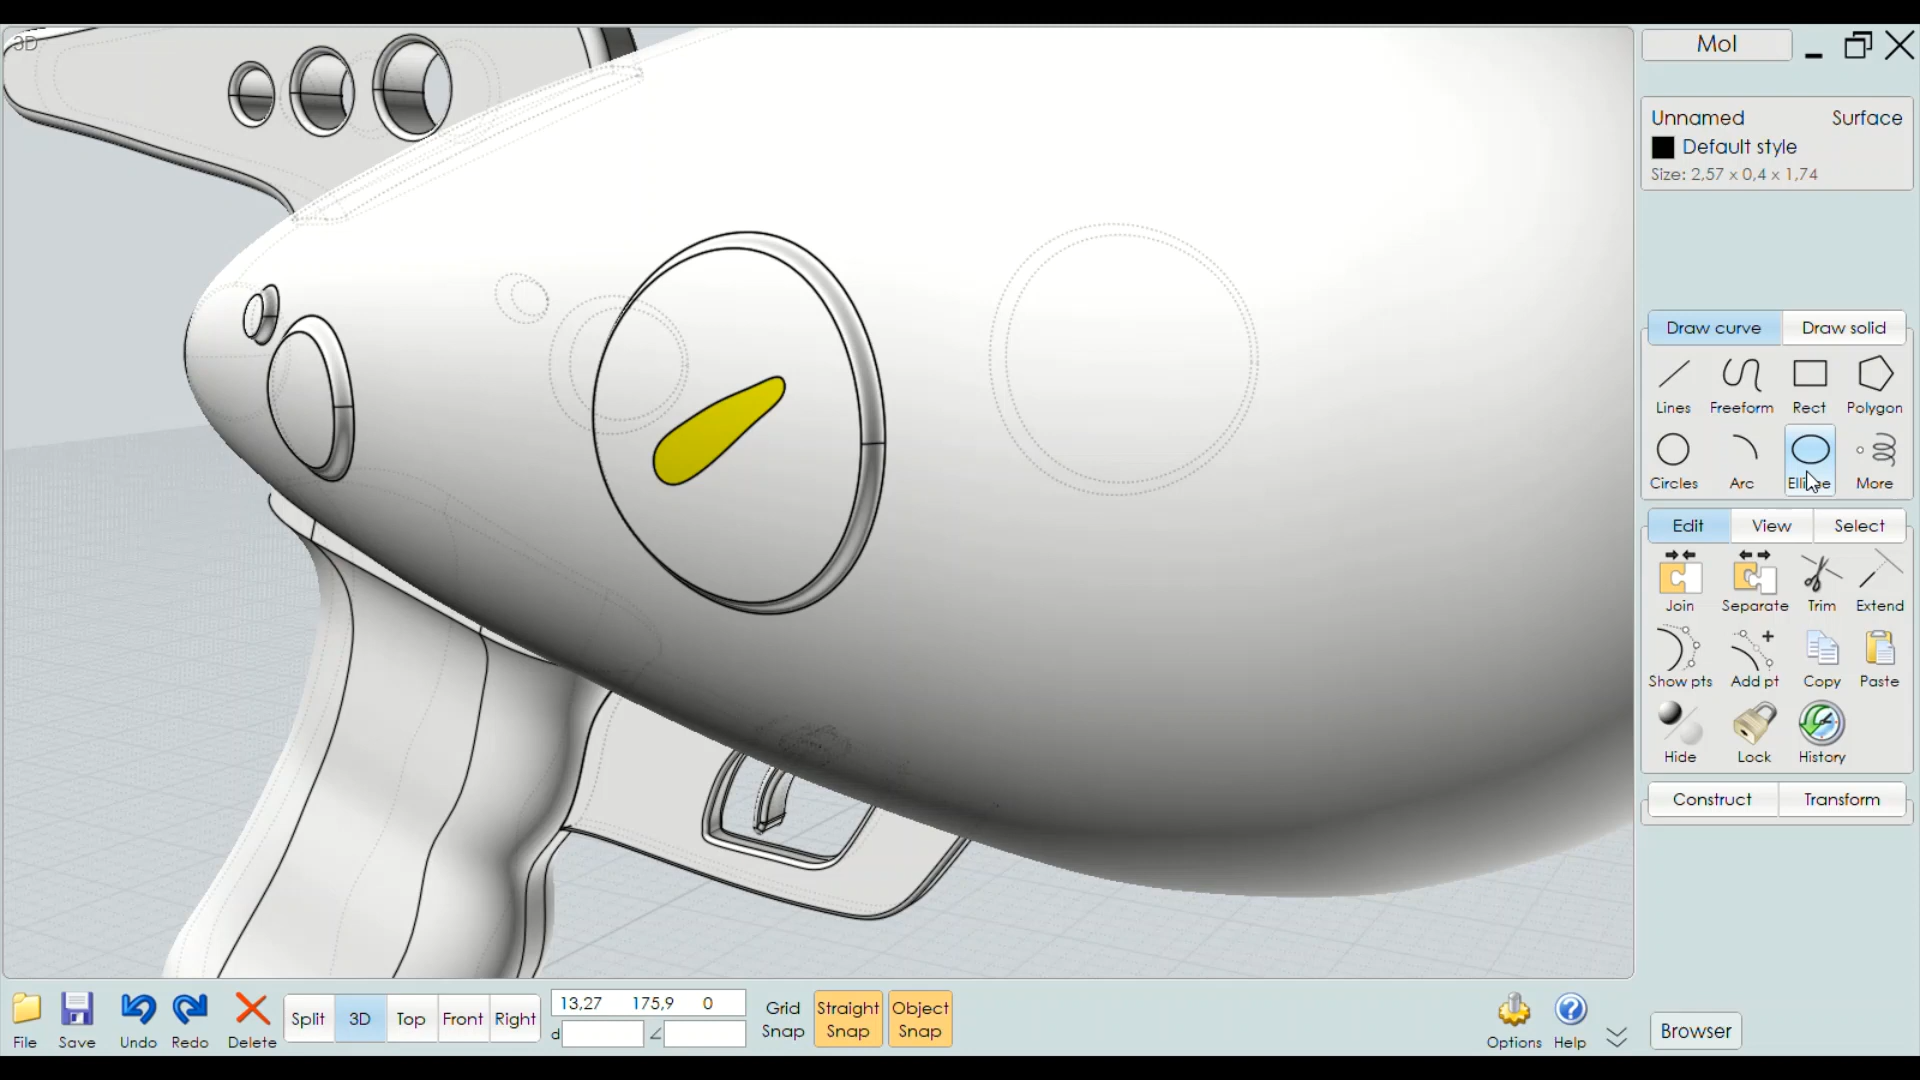 3D
MoI
Unnamed Surface
Default style
Size: 2,57 x 0,4 x 1,74
Draw curve Draw solid
Lines Freeform Rect Polygon
Circles Arc Ellipse More
Edit View Select
Join Separate Trim Extend
Show pts Add pt Copy Paste
Hide Lock History
Construct Transform
File Save Undo Redo Delete
Split 3D Top Front Right
13,27 175,9 0
d
Grid Snap
Straight Snap
Object Snap
Options Help
Browser